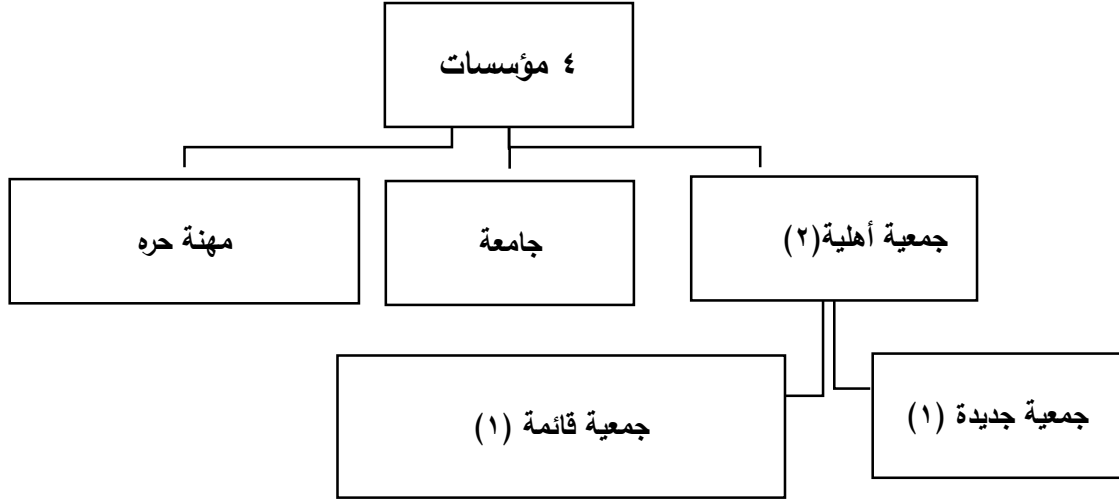 ٤ مؤسسات
جمعية أهلية(٢)
جامعة
مهنة حره
جمعية جديدة (١)
جمعية قائمة (١)